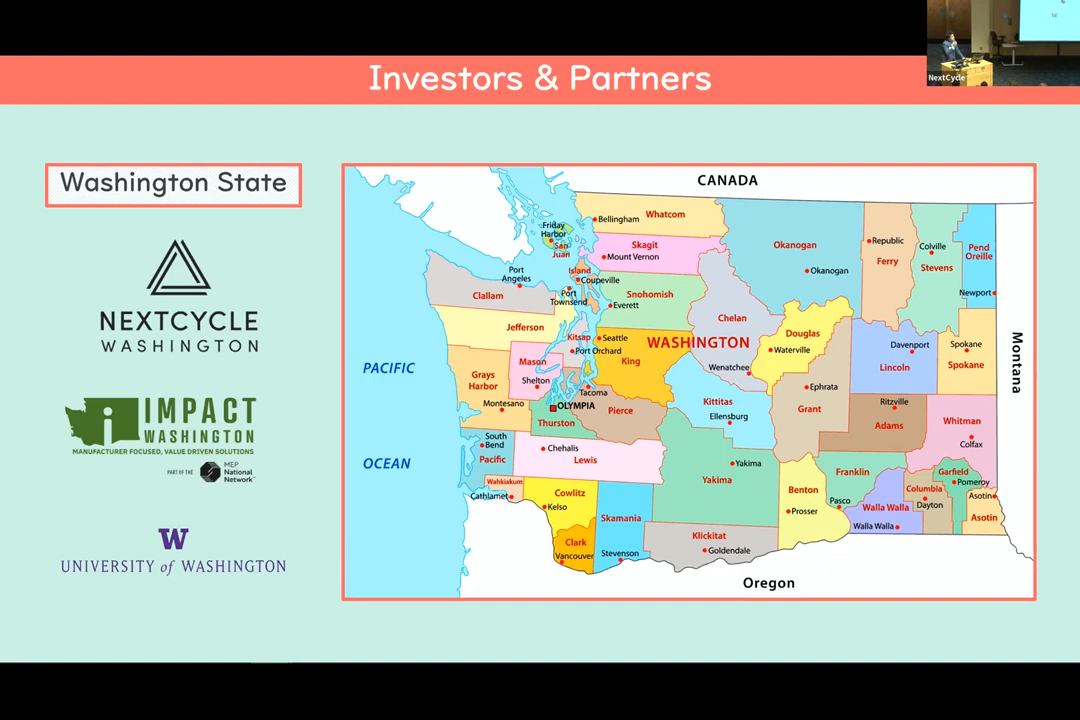 Investors & Partners
NextCycle
W
Washington State
NEXTCYCLE
WASHINGTON
i IMPACT
WASHINGTON
MANUFACTURER FOCUSED, VALUE DRIVEN SOLUTIONS
PART OF THE
MEP
National
Network™
W
UNIVERSITY of WASHINGTON
CANADA
Bellingham
Whatcom
Friday
Harbor
San
Juan
Skagit
Mount Vernon
Okanogan
Okanogan
Republic
Ferry
Colville
Stevens
Pend
Oreille
Newport
Port
Angeles
Island
Coupeville
Clallam
Port
Townsend
Snohomish
Everett
Chelan
Jefferson
Kitsap
Seattle
WASHINGTON
Douglas
Waterville
Davenport
Lincoln
Spokane
Spokane
Montana
PACIFIC
Mason
Port Orchard
King
Wenatchee
Grays
Harbor
Shelton
Tacoma
Ephrata
Montesano
OLYMPIA
Pierce
Kittitas
Ellensburg
Grant
Ritzville
Adams
Whitman
Colfax
Thurston
South
Bend
Pacific
Chehalis
Lewis
OCEAN
Yakima
Yakima
Franklin
Garfield
Pomeroy
Wahkiakum
Cathlamet
Cowlitz
Kelso
Benton
Prosser
Pasco
Columbia
Dayton
Asotin
Asotin
Skamania
Walla Walla
Walla Walla
Clark
Vancouver
Stevenson
Klickitat
Goldendale
Oregon